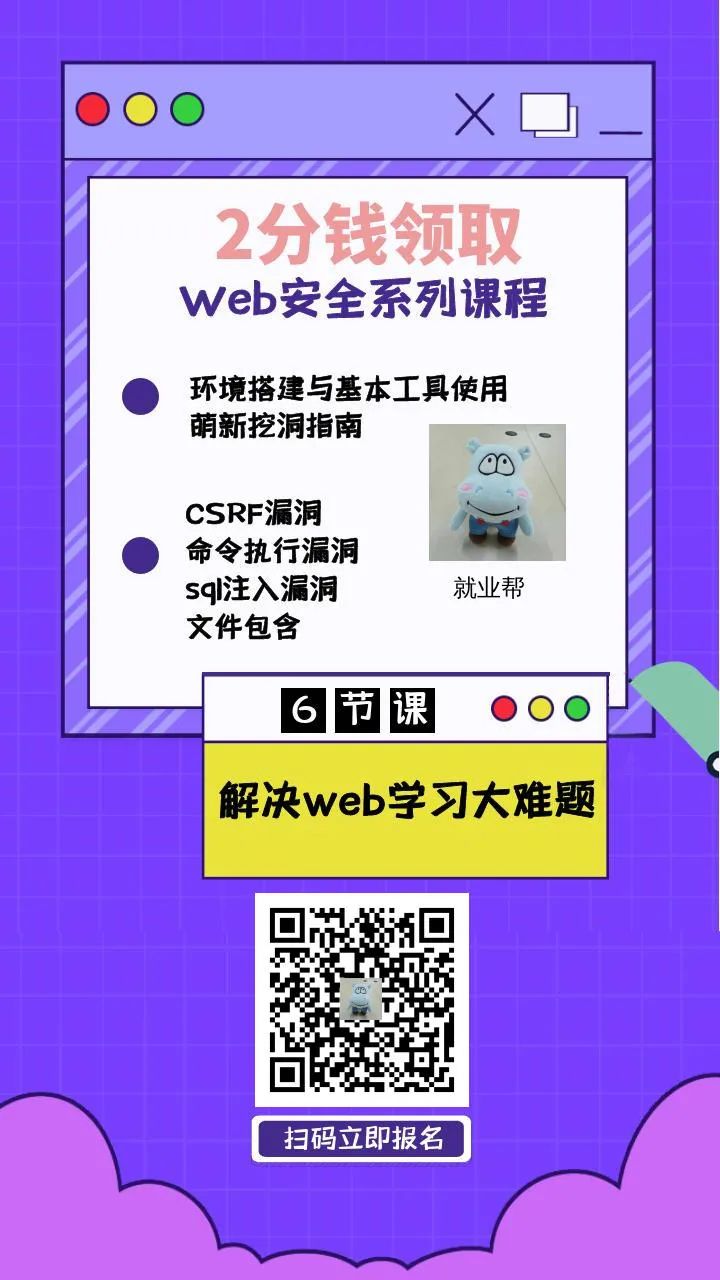 2分钱领取
Web安全系列课程
环境搭建与基本工具使用
萌新挖洞指南
CSRF漏洞
命令执行漏洞
sql注入漏洞
文件包含
就业帮
6节课
解决web学习大难题
扫码立即报名